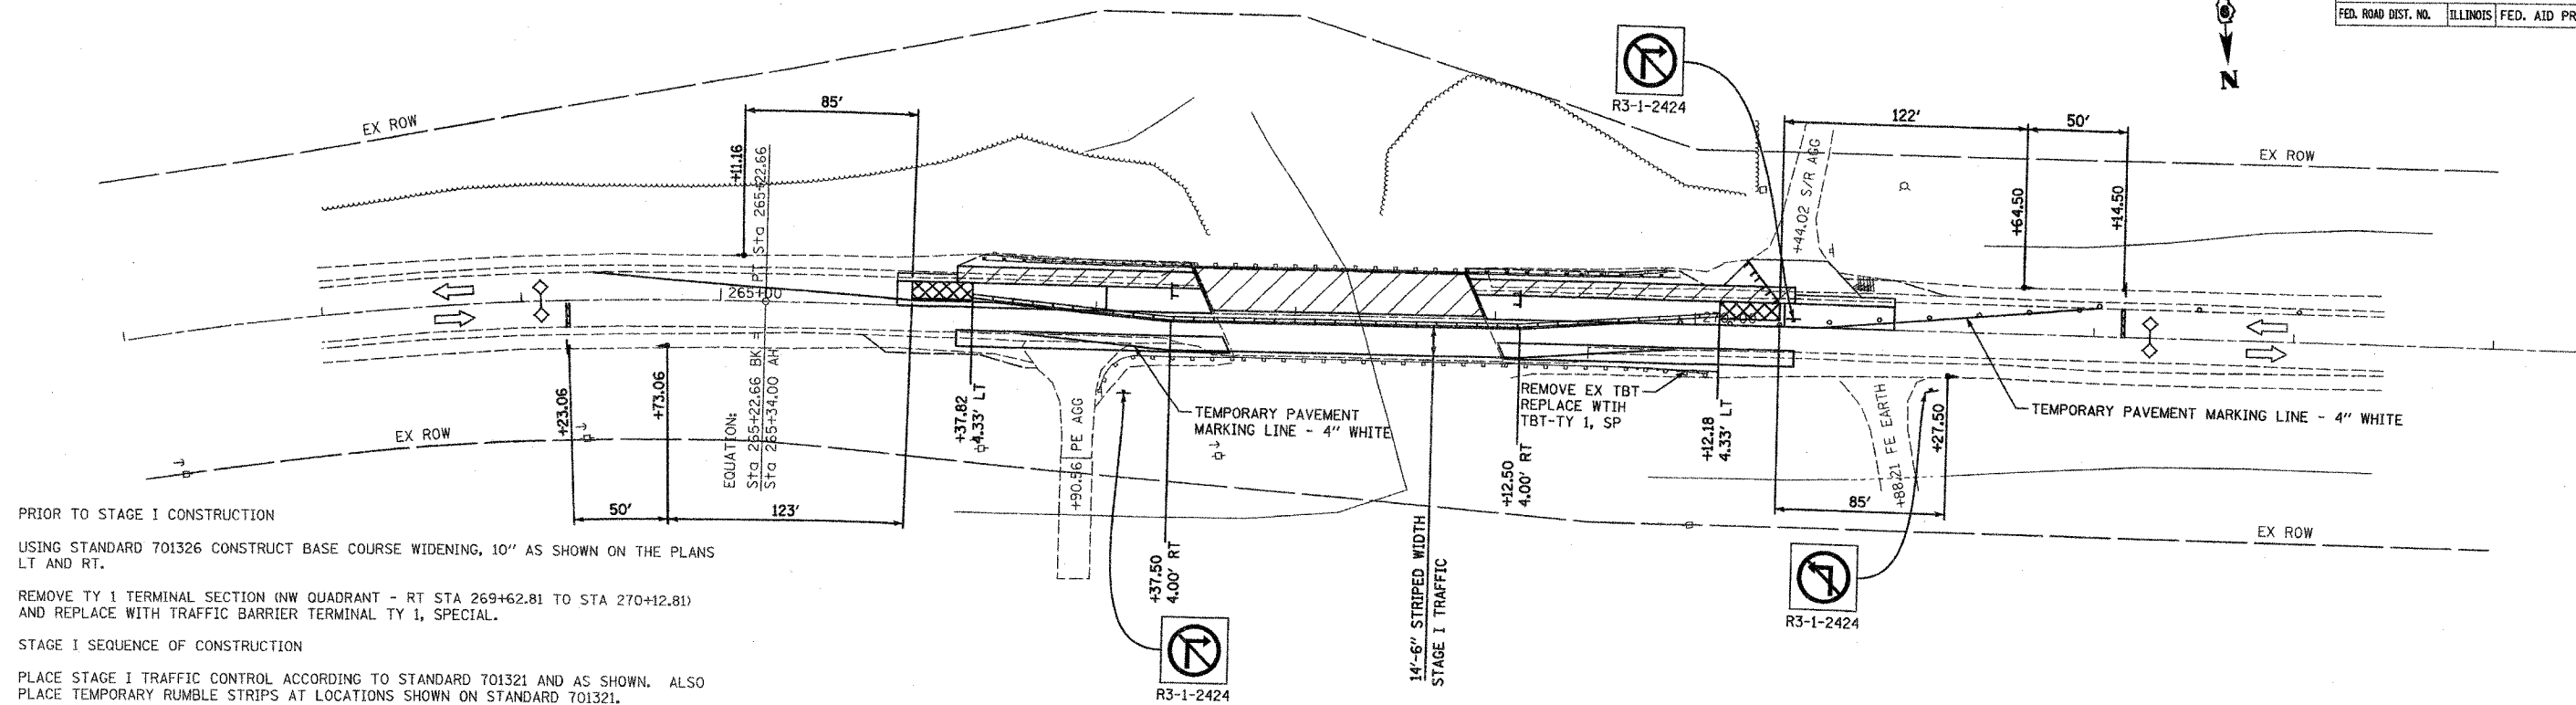 FED. ROAD DIST. NO. ILLINOIS FED. AID PR
N
R3-1-2424
85'
122'
50'
EX ROW
EX ROW
+11.16
PT Sta 265+22.66
+44.02 S/R AGG
+64.50
+14.50
265+00
EQUATION:
Sta 265+22.66 BK =
Sta 265+34.00 AH
+23.06
+73.06
EX ROW
+37.82
4.33' LT
+90.56 PE AGG
TEMPORARY PAVEMENT
MARKING LINE - 4" WHITE
REMOVE EX TBT
REPLACE WTIH
TBT-TY 1, SP
+12.18
4.33' LT
+12.50
4.00' RT
+37.50
4.00' RT
+88.21 FE EARTH
+27.50
TEMPORARY PAVEMENT MARKING LINE - 4" WHITE
50'
123'
85'
EX ROW
14'-6" STRIPED WIDTH
STAGE I TRAFFIC
R3-1-2424
R3-1-2424
PRIOR TO STAGE I CONSTRUCTION
USING STANDARD 701326 CONSTRUCT BASE COURSE WIDENING, 10" AS SHOWN ON THE PLANS
LT AND RT.
REMOVE TY 1 TERMINAL SECTION (NW QUADRANT - RT STA 269+62.81 TO STA 270+12.81)
AND REPLACE WITH TRAFFIC BARRIER TERMINAL TY 1, SPECIAL.
STAGE I SEQUENCE OF CONSTRUCTION
PLACE STAGE I TRAFFIC CONTROL ACCORDING TO STANDARD 701321 AND AS SHOWN. ALSO
PLACE TEMPORARY RUMBLE STRIPS AT LOCATIONS SHOWN ON STANDARD 701321.